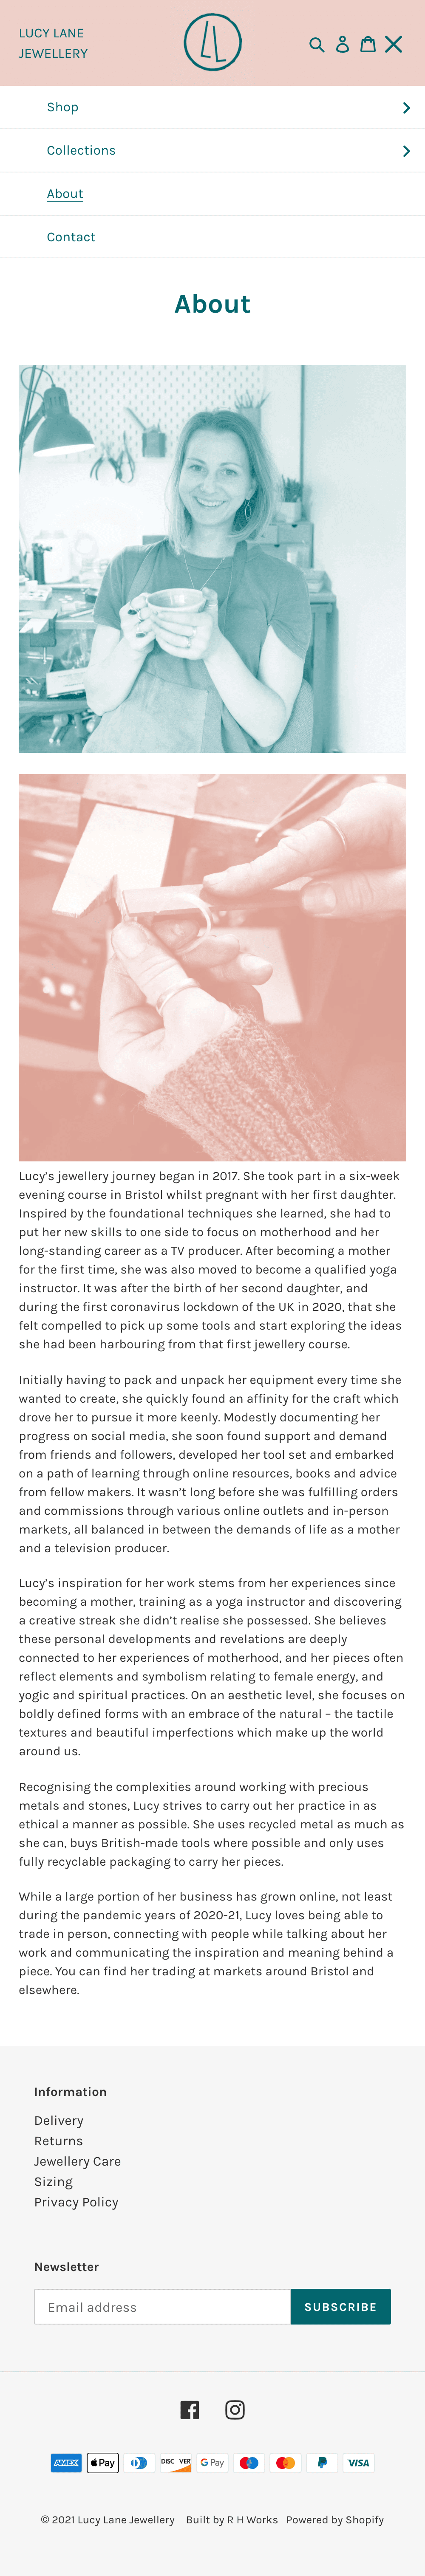 LUCY LANE
JEWELLERY
LL
Shop
Collections
About
Contact
About
Lucy’s jewellery journey began in 2017. She took part in a six-week
evening course in Bristol whilst pregnant with her first daughter.
Inspired by the foundational techniques she learned, she had to
put her new skills to one side to focus on motherhood and her
long-standing career as a TV producer. After becoming a mother
for the first time, she was also moved to become a qualified yoga
instructor. It was after the birth of her second daughter, and
during the first coronavirus lockdown of the UK in 2020, that she
felt compelled to pick up some tools and start exploring the ideas
she had been harbouring from that first jewellery course.
Initially having to pack and unpack her equipment every time she
wanted to create, she quickly found an affinity for the craft which
drove her to pursue it more keenly. Modestly documenting her
progress on social media, she soon found support and demand
from friends and followers, developed her tool set and embarked
on a path of learning through online resources, books and advice
from fellow makers. It wasn’t long before she was fulfilling orders
and commissions through various online outlets and in-person
markets, all balanced in between the demands of life as a mother
and a television producer.
Lucy’s inspiration for her work stems from her experiences since
becoming a mother, training as a yoga instructor and discovering
a creative streak she didn’t realise she possessed. She believes
these personal developments and revelations are deeply
connected to her experiences of motherhood, and her pieces often
reflect elements and symbolism relating to female energy, and
yogic and spiritual practices. On an aesthetic level, she focuses on
boldly defined forms with an embrace of the natural – the tactile
textures and beautiful imperfections which make up the world
around us.
Recognising the complexities around working with precious
metals and stones, Lucy strives to carry out her practice in as
ethical a manner as possible. She uses recycled metal as much as
she can, buys British-made tools where possible and only uses
fully recyclable packaging to carry her pieces.
While a large portion of her business has grown online, not least
during the pandemic years of 2020-21, Lucy loves being able to
trade in person, connecting with people while talking about her
work and communicating the inspiration and meaning behind a
piece. You can find her trading at markets around Bristol and
elsewhere.
Information
Delivery
Returns
Jewellery Care
Sizing
Privacy Policy
Newsletter
Email address SUBSCRIBE
AMEX Pay DISCOVER G Pay VISA
© 2021 Lucy Lane Jewellery Built by R H Works Powered by Shopify